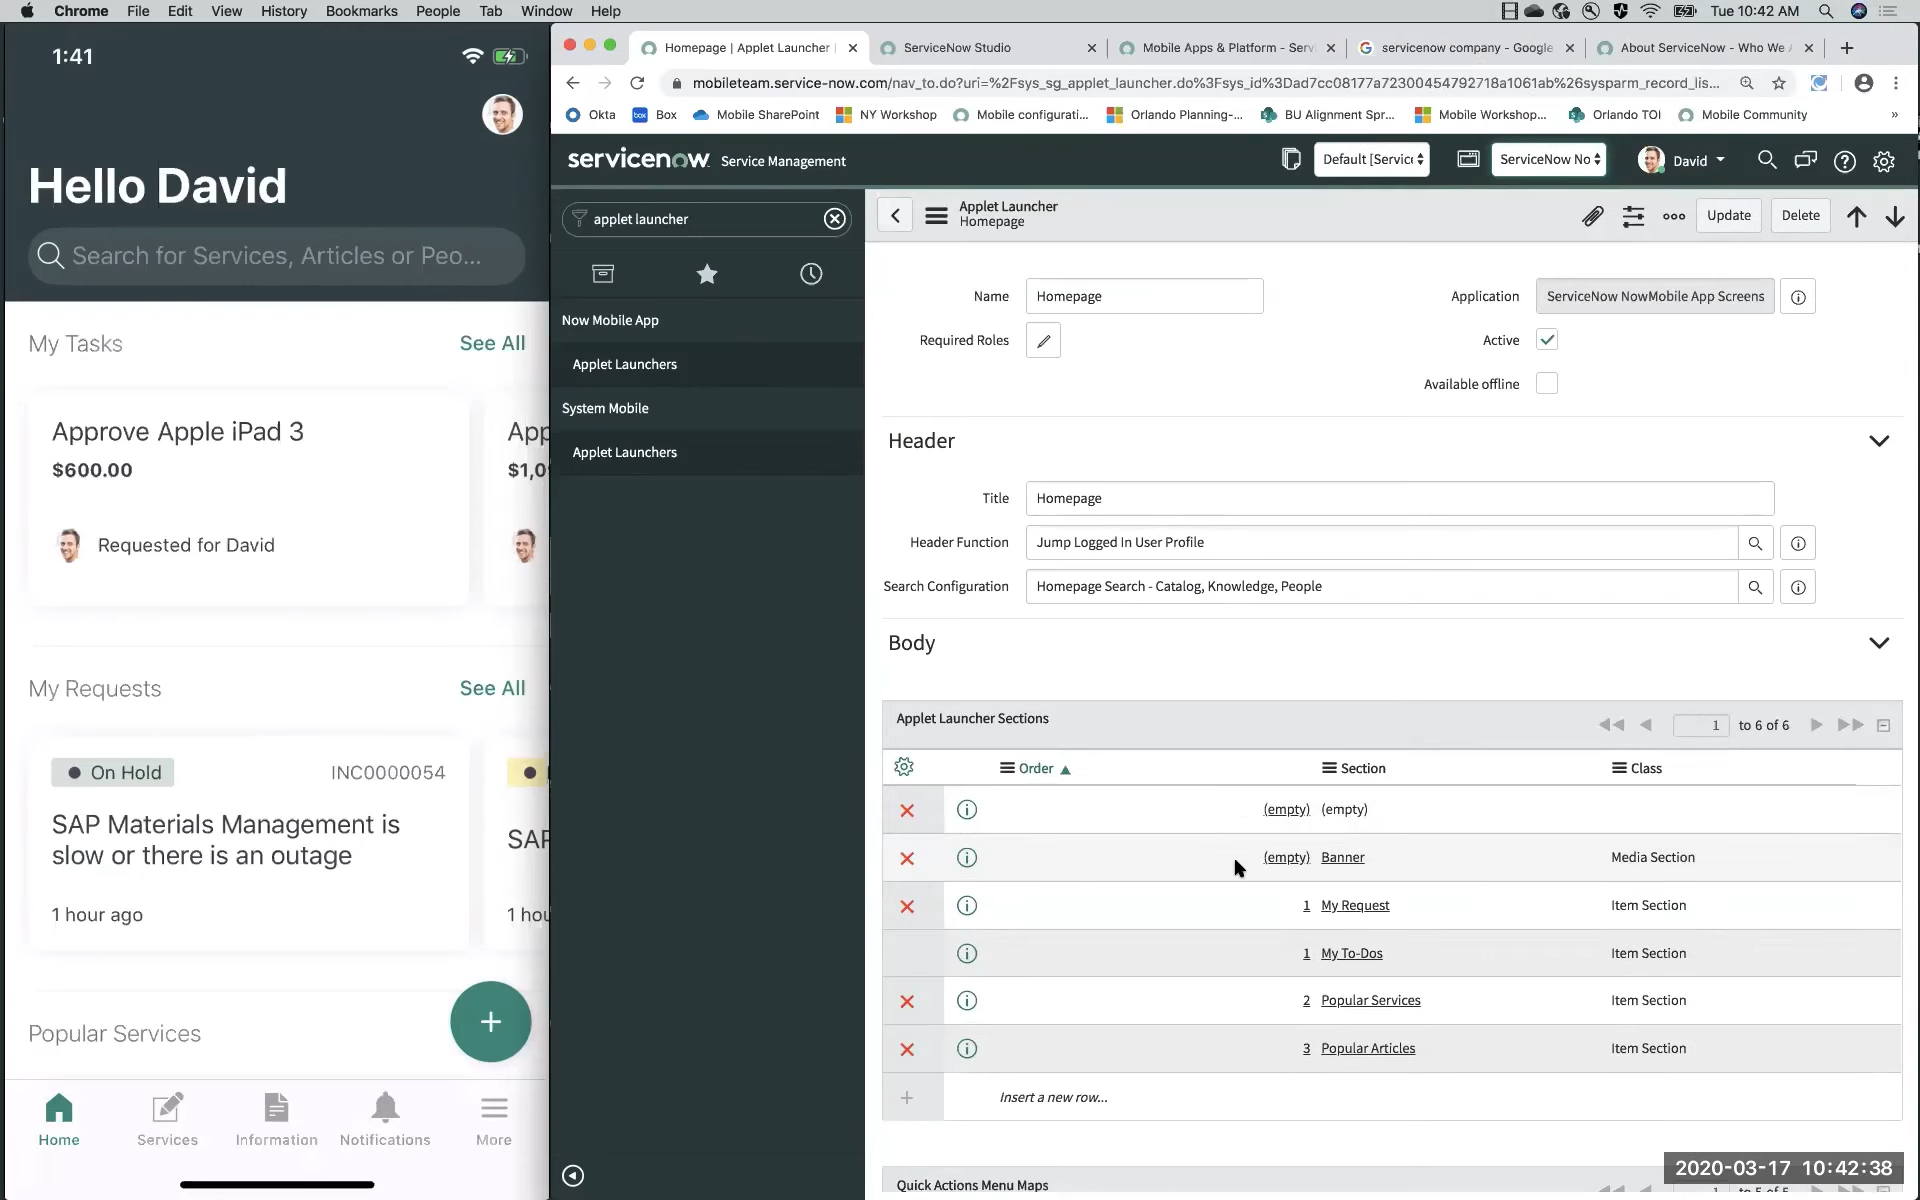 Chrome File Edit View History Bookmarks People Tab Window Help Tue 10:42 AM
1:41
Hello David
Search for Services, Articles or Peo...
My Tasks See All
Approve Apple iPad 3
$600.00
Requested for David
App
$1,09
My Requests See All
On Hold INC0000054
SAP Materials Management is
slow or there is an outage
1 hour ago
SAP
1 hou
Popular Services
+
Home Services Information Notifications More
Homepage | Applet Launcher
ServiceNow Studio
Mobile Apps & Platform - Serv
servicenow company - Google
About ServiceNow - Who We A
mobileteam.service-now.com/nav_to.do?uri=%2Fsys_sg_applet_launcher.do%3Fsys_id%3Dad7cc08177a72300454792718a1061ab%26sysparm_record_lis...
Okta box Box Mobile SharePoint NY Workshop Mobile configurati... Orlando Planning-... BU Alignment Spr... Mobile Workshop... Orlando TOI Mobile Community »
servicenow Service Management
Default [Servic ServiceNow No David
applet launcher
Now Mobile App
Applet Launchers
System Mobile
Applet Launchers
Applet Launcher
Homepage
Update Delete
Name Homepage
Application ServiceNow NowMobile App Screens
Required Roles
Active
Available offline
Header
Title Homepage
Header Function Jump Logged In User Profile
Search Configuration Homepage Search - Catalog, Knowledge, People
Body
Applet Launcher Sections 1 to 6 of 6
Order Section Class
(empty) (empty)
(empty) Banner Media Section
1 My Request Item Section
1 My To-Dos Item Section
2 Popular Services Item Section
3 Popular Articles Item Section
Insert a new row...
Quick Actions Menu Maps
2020-03-17 10:42:38